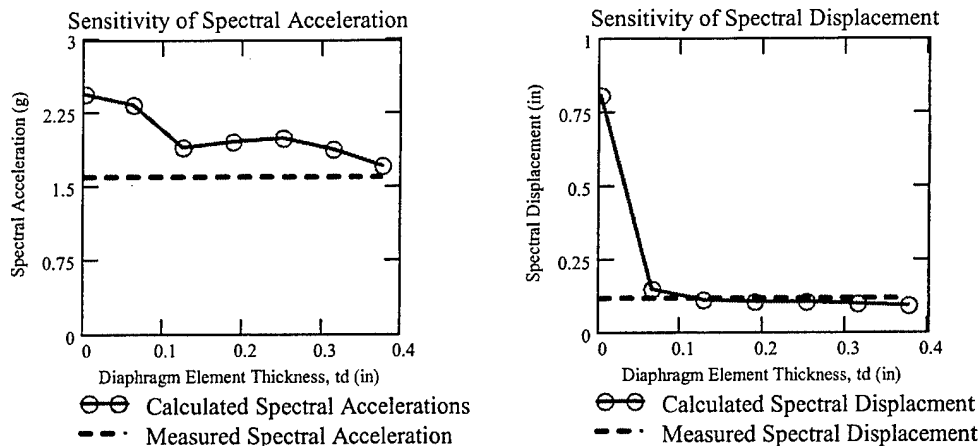 Sensitivity of Spectral Acceleration
3
2.25
1.5
0.75
0
Spectral Acceleration (g)
0 0.1 0.2 0.3 0.4
Diaphragm Element Thickness, td (in)
Calculated Spectral Accelerations
Measured Spectral Acceleration
Sensitivity of Spectral Displacement
1
0.75
0.5
0.25
0
Spectral Displacement (in)
0 0.1 0.2 0.3 0.4
Diaphragm Element Thickness, td (in)
Calculated Spectral Displacment
Measured Spectral Displacement